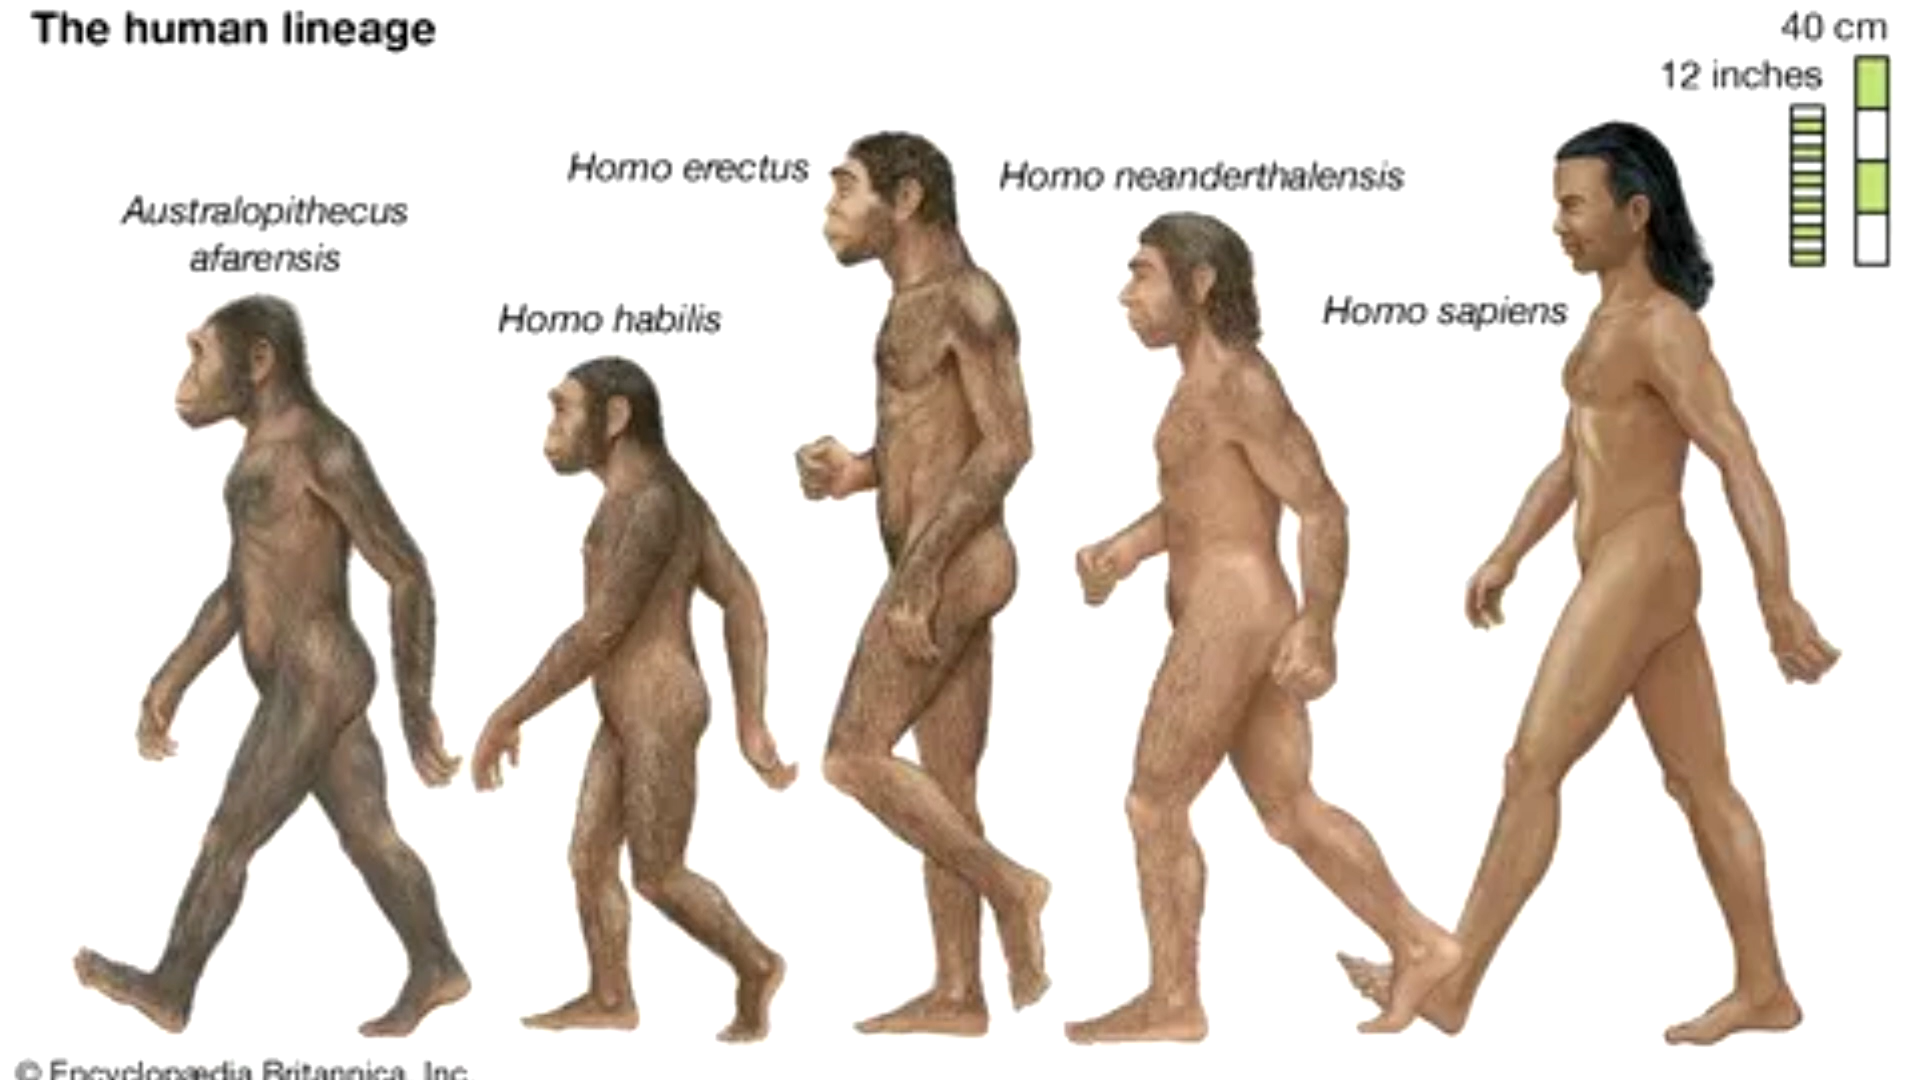 The human lineage
40 cm
12 inches
Homo erectus
Homo neanderthalensis
Australopithecus
afarensis
Homo habilis
Homo sapiens
© Encyclopædia Britannica, Inc.